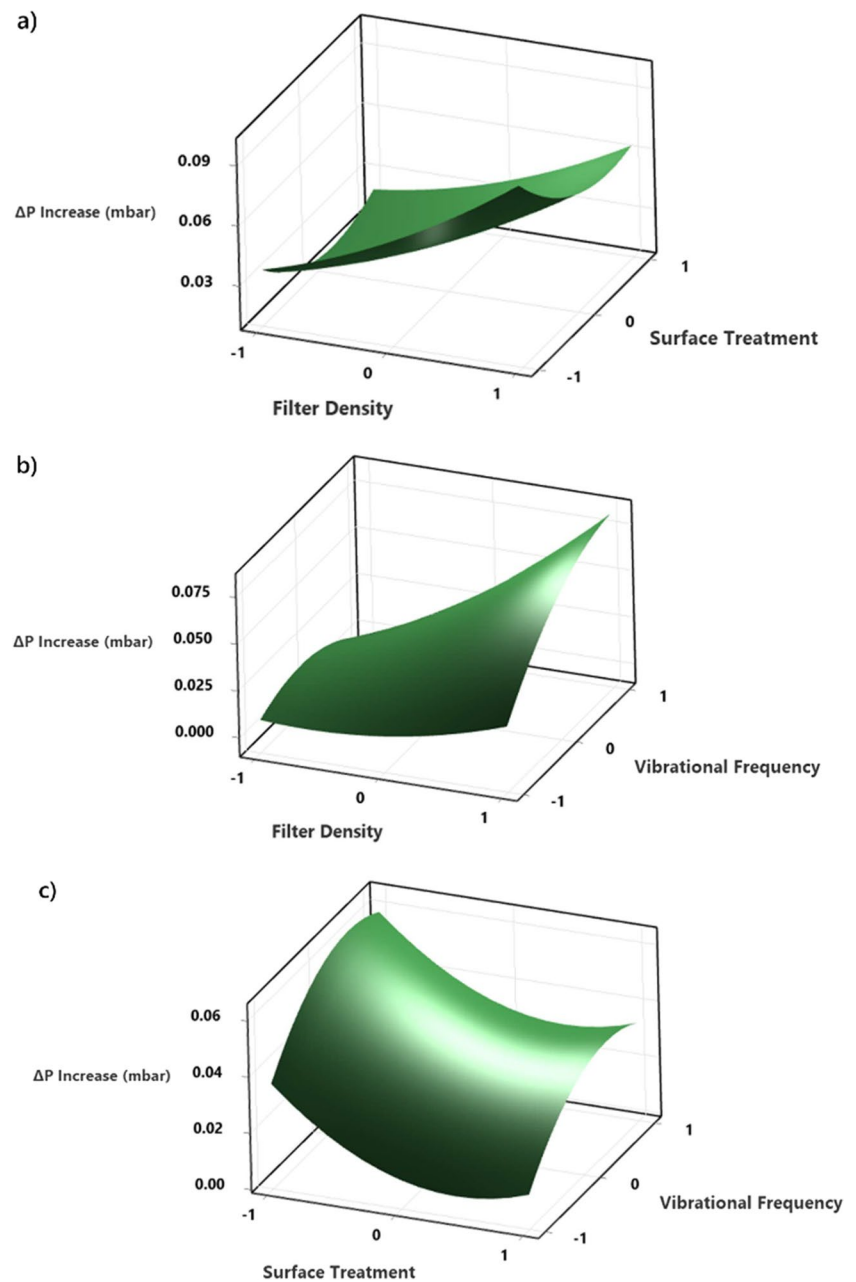 a)
0.09
ΔP Increase (mbar)
0.06
0.03
-1
0
1
Filter Density
1
0
-1
Surface Treatment
b)
0.075
0.050
ΔP Increase (mbar)
0.025
0.000
-1
0
1
Filter Density
1
0
-1
Vibrational Frequency
c)
0.06
0.04
ΔP Increase (mbar)
0.02
0.00
-1
0
1
Surface Treatment
1
0
-1
Vibrational Frequency